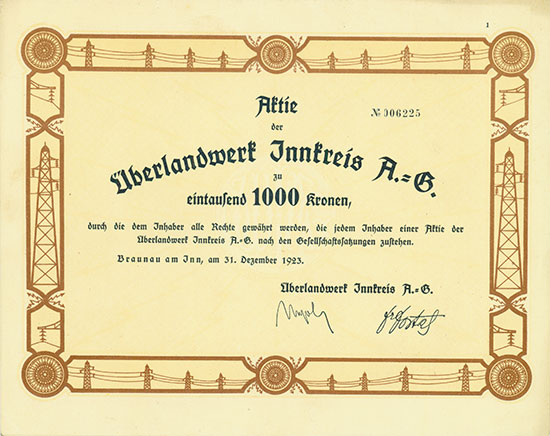 1
Aktie
№ 006225
der
Überlandwerk Innkreis A.=G.
zu
eintausend 1000 Kronen,
durch die dem Inhaber alle Rechte gewährt werden, die jedem Inhaber einer Aktie der
Überlandwerk Innkreis A.=G. nach den Gesellschaftssatzungen zustehen.
Braunau am Inn, am 31. Dezember 1923.
Überlandwerk Innkreis A.=G.